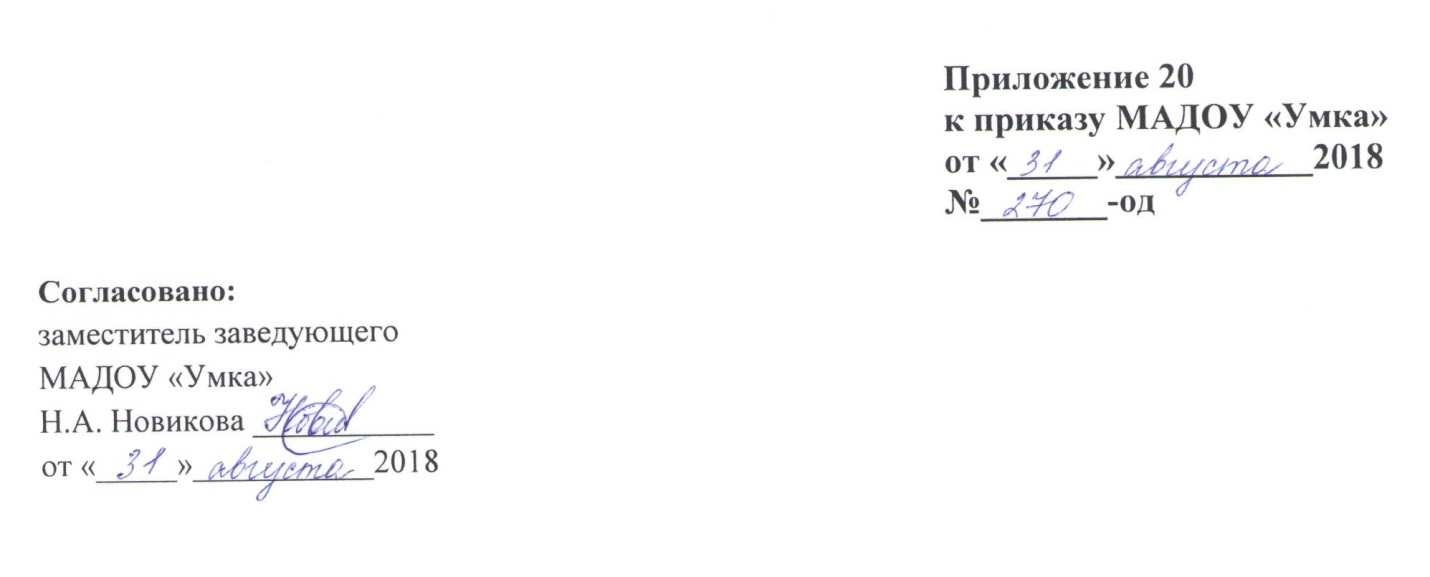 Приложение 20
к приказу МАДОУ «Умка»
от «31» августа 2018
№ 270-од
Согласовано:
заместитель заведующего
МАДОУ «Умка»
Н.А. Новикова
от «31» августа 2018